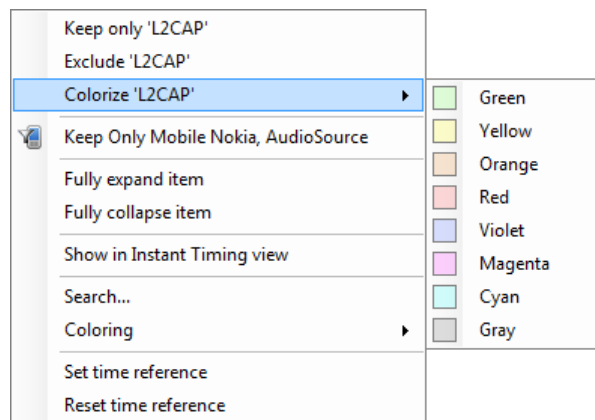 Keep only 'L2CAP'
Exclude 'L2CAP'
Colorize 'L2CAP'
Keep Only Mobile Nokia, AudioSource
Fully expand item
Fully collapse item
Show in Instant Timing view
Search...
Coloring
Set time reference
Reset time reference
Green
Yellow
Orange
Red
Violet
Magenta
Cyan
Gray